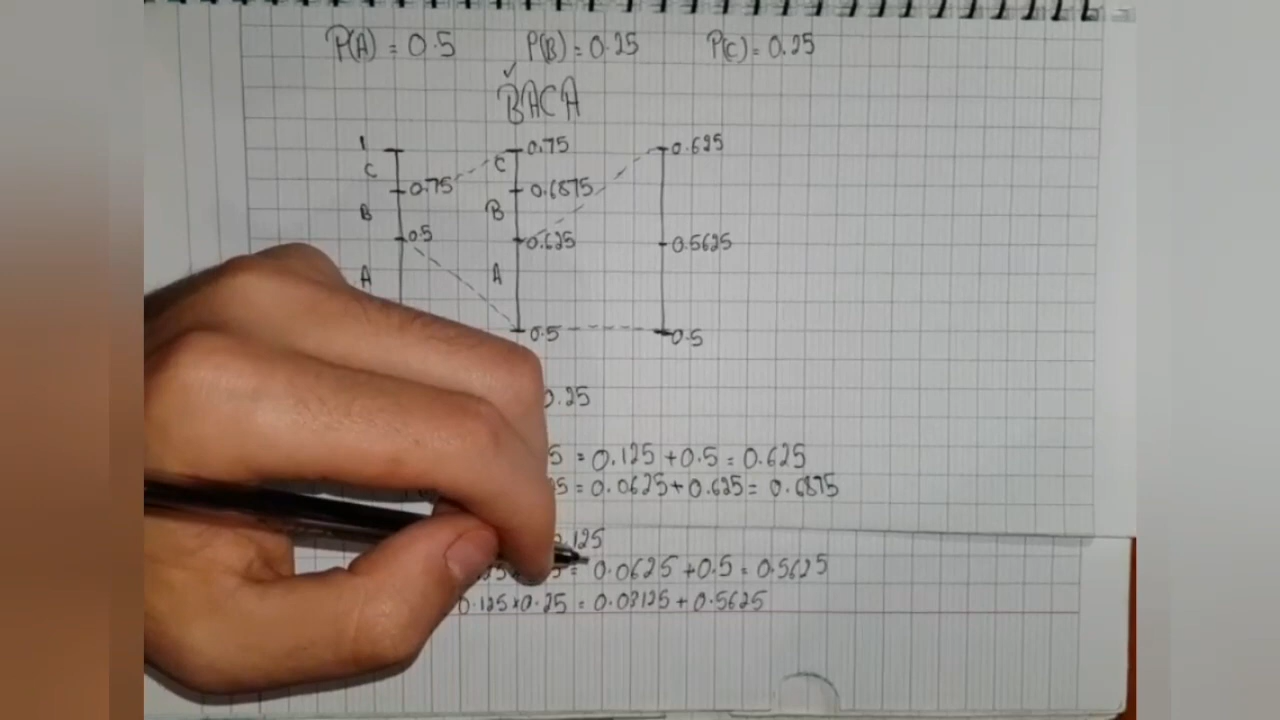 P(A) = 0.5 P(B) = 0.25 P(C) = 0.25
BACA
1 0.75 0.625
C C
0.75 0.6875
B B
0.5 0.625 0.5625
A A
0.5 0.5
0.25
5 = 0.125 + 0.5 = 0.625
5 = 0.0625 + 0.625 = 0.6875
0.125
= 0.0625 + 0.5 = 0.5625
0.125 × 0.25 = 0.03125 + 0.5625